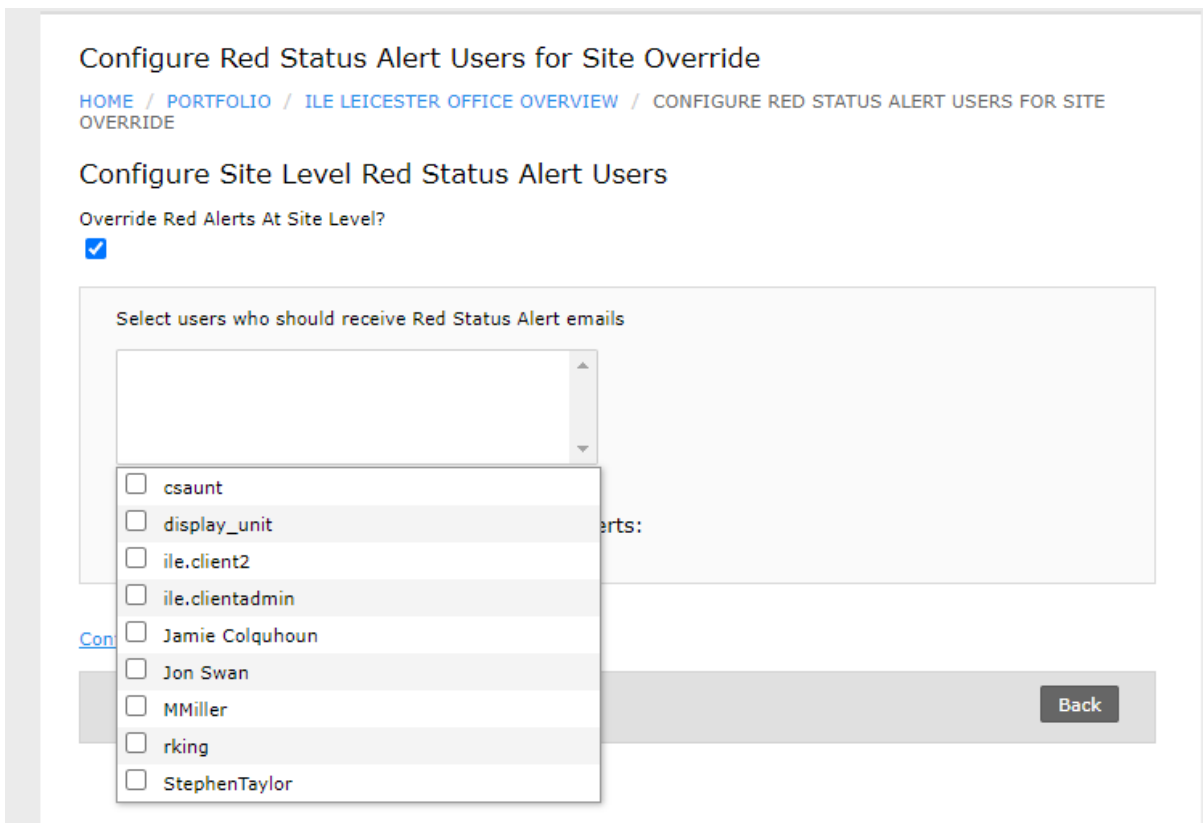 Configure Red Status Alert Users for Site Override
HOME / PORTFOLIO / ILE LEICESTER OFFICE OVERVIEW / CONFIGURE RED STATUS ALERT USERS FOR SITE
OVERRIDE
Configure Site Level Red Status Alert Users
Override Red Alerts At Site Level?
Select users who should receive Red Status Alert emails
csaunt
display_unit
erts:
ile.client2
ile.clientadmin
Con
Jamie Colquhoun
Jon Swan
MMiller
Back
rking
StephenTaylor